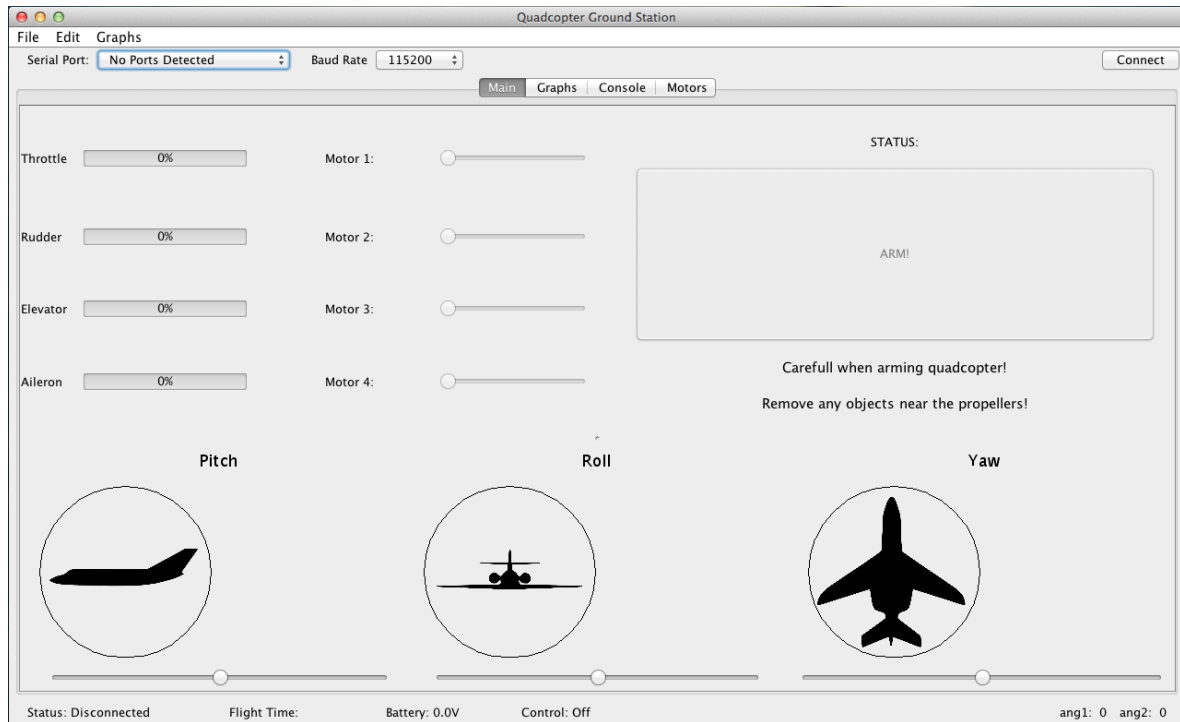 Quadcopter Ground Station
File Edit Graphs
Serial Port: No Ports Detected Baud Rate 115200 Connect
Main Graphs Console Motors
STATUS:
Throttle 0% Motor 1:
Rudder 0% Motor 2:
ARM!
Elevator 0% Motor 3:
Carefull when arming quadcopter!
Aileron 0% Motor 4:
Remove any objects near the propellers!
Pitch Roll Yaw
Status: Disconnected Flight Time: Battery: 0.0V Control: Off ang1: 0 ang2: 0